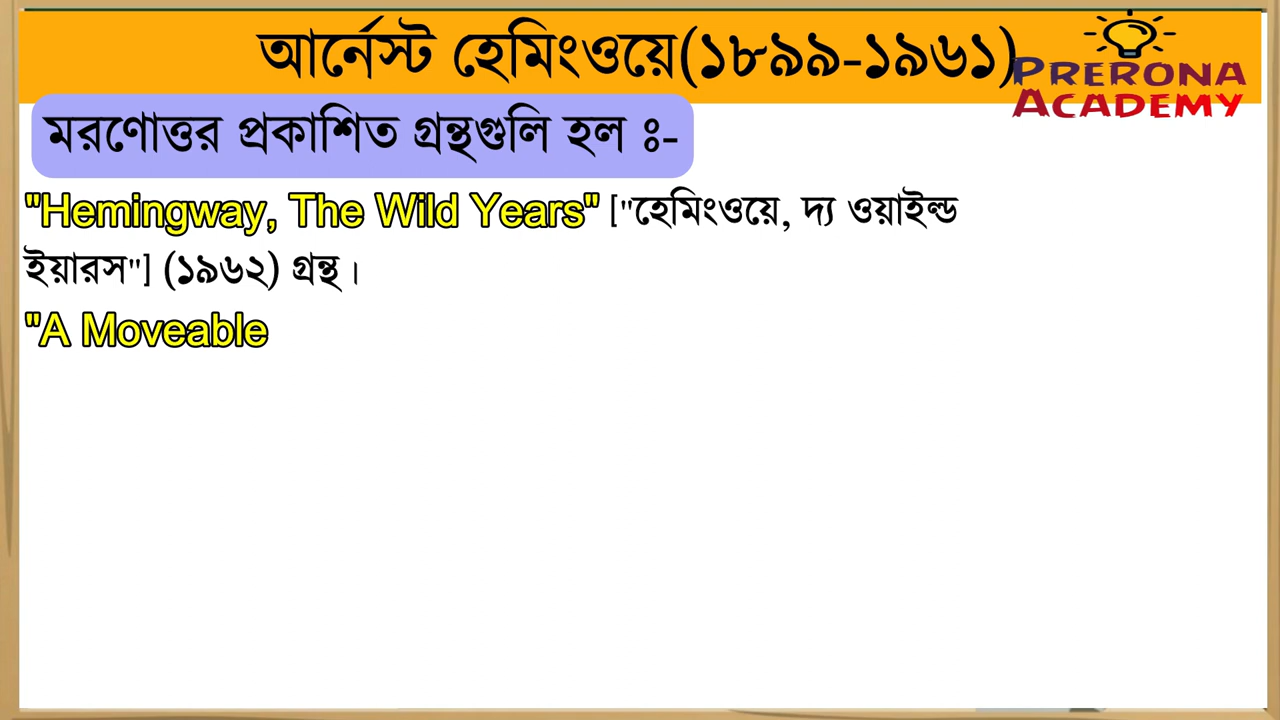 আর্নেস্ট হেমিংওয়ে(১৮৯৯-১৯৬১)
PRERONA
ACADEMY
মরণোত্তর প্রকাশিত গ্রন্থগুলি হল ঃ-
"Hemingway, The Wild Years" ["হেমিংওয়ে, দ্য ওয়াইল্ড
ইয়ারস"] (১৯৬২) গ্রন্থ।
"A Moveable